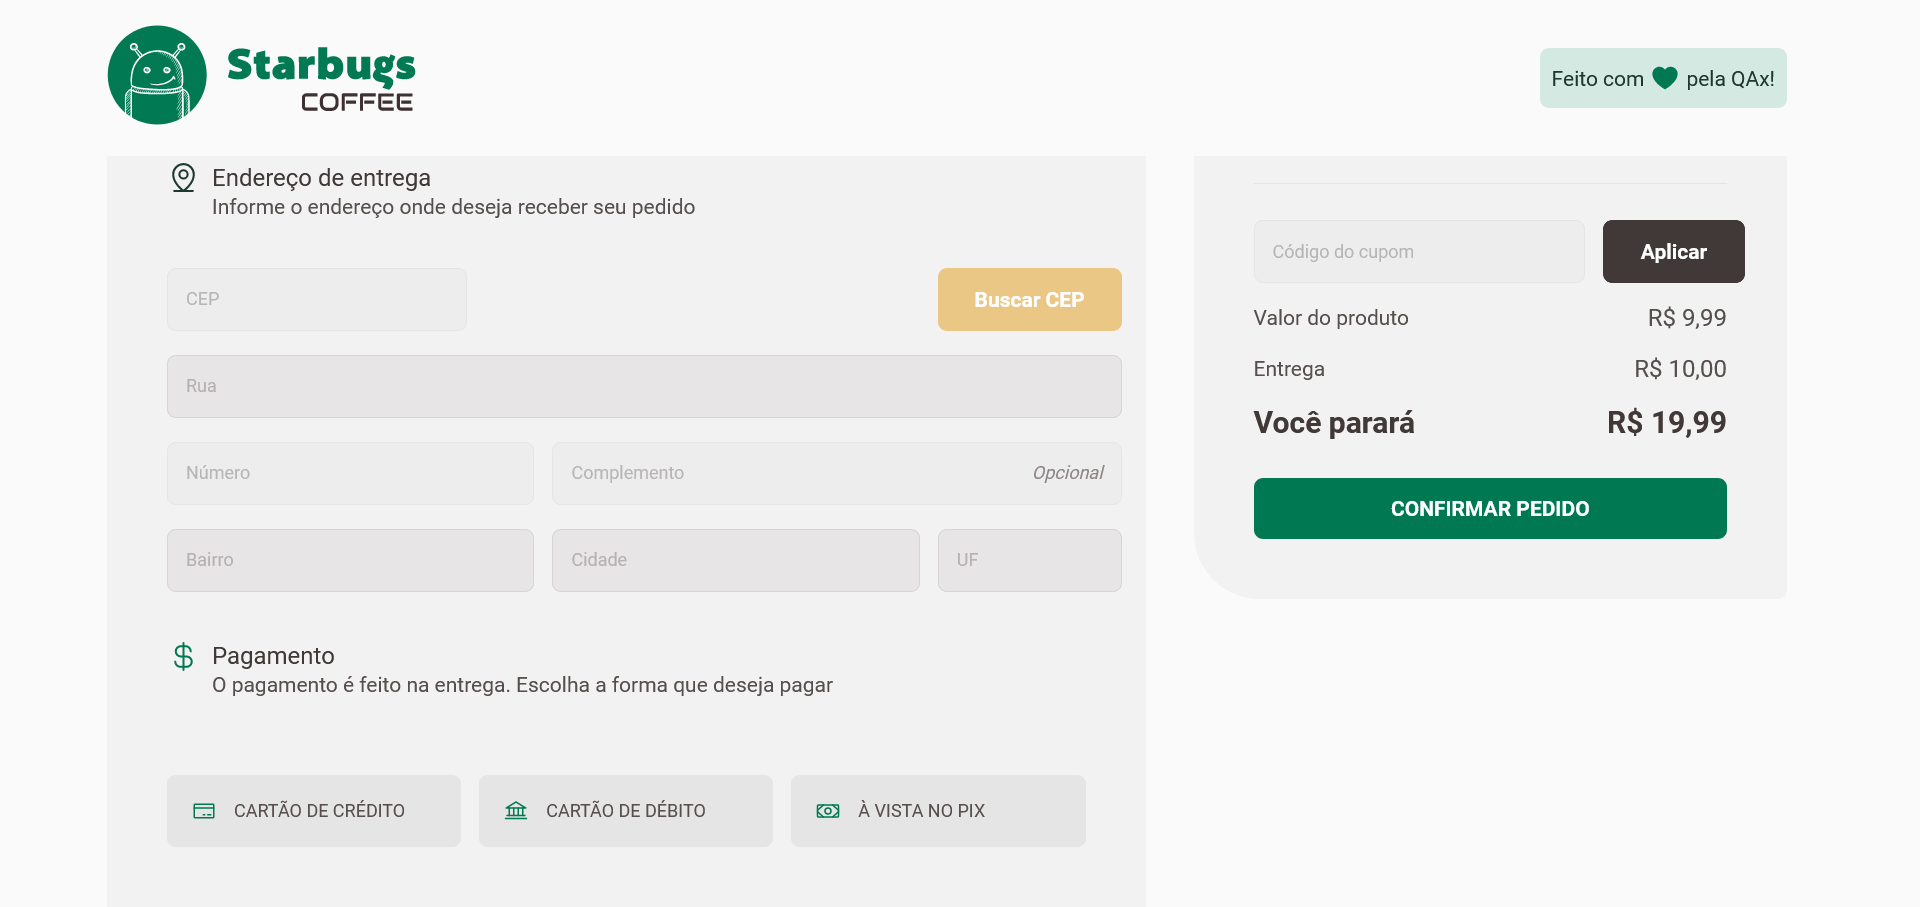 Starbugs
COFFEE
Feito com pela QAx!
Endereço de entrega
Informe o endereço onde deseja receber seu pedido
CEP
Buscar CEP
Rua
Número
Complemento
Opcional
Bairro
Cidade
UF
Pagamento
O pagamento é feito na entrega. Escolha a forma que deseja pagar
CARTÃO DE CRÉDITO
CARTÃO DE DÉBITO
À VISTA NO PIX
Código do cupom
Aplicar
Valor do produto
R$ 9,99
Entrega
R$ 10,00
Você parará
R$ 19,99
CONFIRMAR PEDIDO